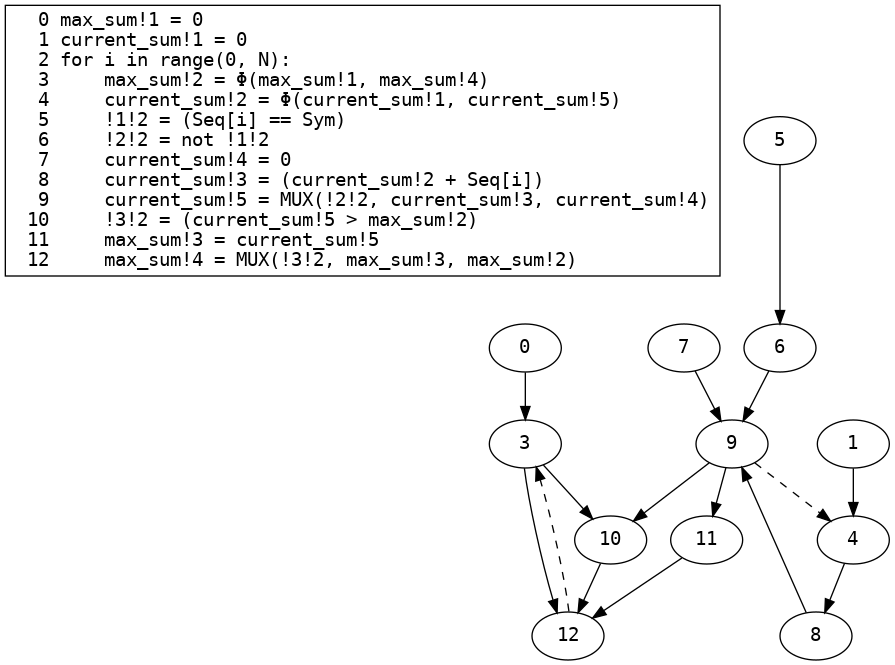 0 max_sum!1 = 0
1 current_sum!1 = 0
2 for i in range(0, N):
3     max_sum!2 = Φ(max_sum!1, max_sum!4)
4     current_sum!2 = Φ(current_sum!1, current_sum!5)
5     !1!2 = (Seq[i] == Sym)
6     !2!2 = not !1!2
7     current_sum!4 = 0
8     current_sum!3 = (current_sum!2 + Seq[i])
9     current_sum!5 = MUX(!2!2, current_sum!3, current_sum!4)
10     !3!2 = (current_sum!5 > max_sum!2)
11     max_sum!3 = current_sum!5
12     max_sum!4 = MUX(!3!2, max_sum!3, max_sum!2)
5
0 7 6
3 9 1
10 11 4
12 8